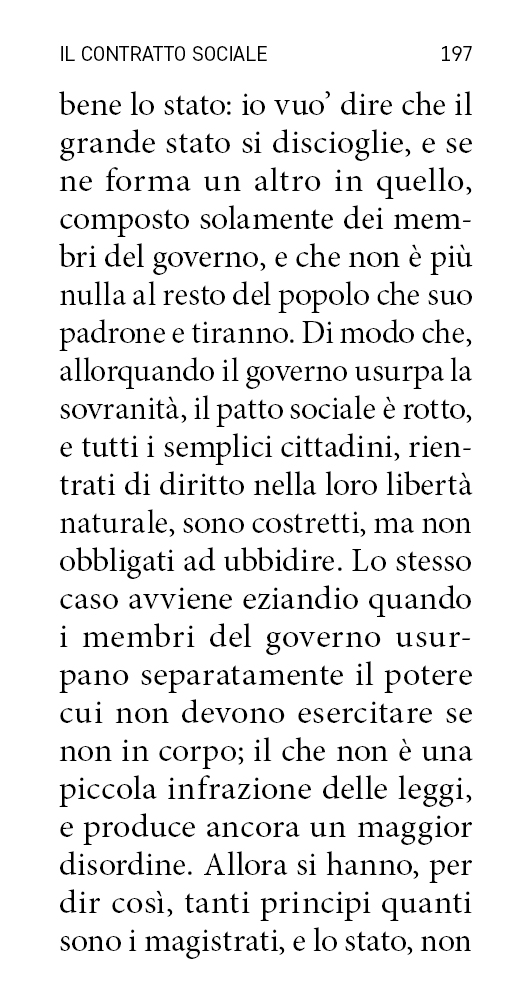 IL CONTRATTO SOCIALE 197
bene lo stato: io vuo’ dire che il
grande stato si discioglie, e se
ne forma un altro in quello,
composto solamente dei mem-
bri del governo, e che non è più
nulla al resto del popolo che suo
padrone e tiranno. Di modo che,
allorquando il governo usurpa la
sovranità, il patto sociale è rotto,
e tutti i semplici cittadini, rien-
trati di diritto nella loro libertà
naturale, sono costretti, ma non
obbligati ad ubbidire. Lo stesso
caso avviene eziandio quando
i membri del governo usur-
pano separatamente il potere
cui non devono esercitare se
non in corpo; il che non è una
piccola infrazione delle leggi,
e produce ancora un maggior
disordine. Allora si hanno, per
dir così, tanti principi quanti
sono i magistrati, e lo stato, non